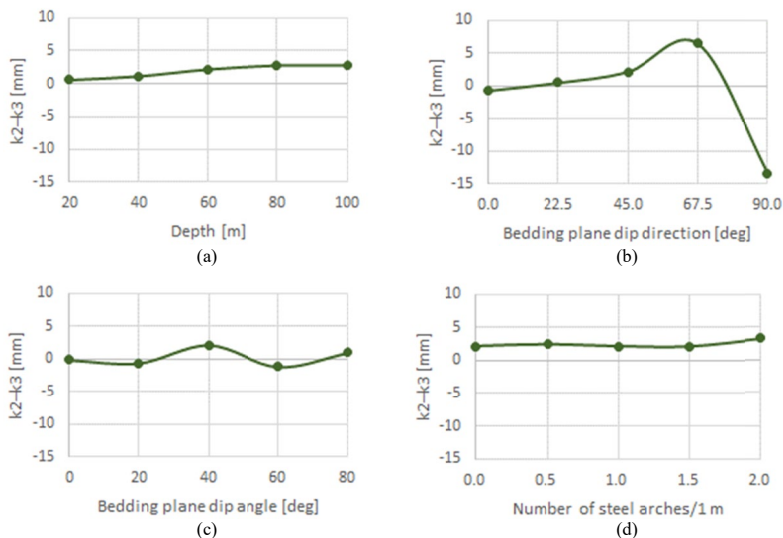 10
5
0
-5
-10
-15
k2–k3 [mm]
20 40 60 80 100
Depth [m]
(a)
10
5
0
-5
-10
-15
k2–k3 [mm]
0.0 22.5 45.0 67.5 90.0
Bedding plane dip direction [deg]
(b)
10
5
0
-5
-10
-15
k2–k3 [mm]
0 20 40 60 80
Bedding plane dip angle [deg]
(c)
10
5
0
-5
-10
-15
k2–k3 [mm]
0.0 0.5 1.0 1.5 2.0
Number of steel arches/1 m
(d)